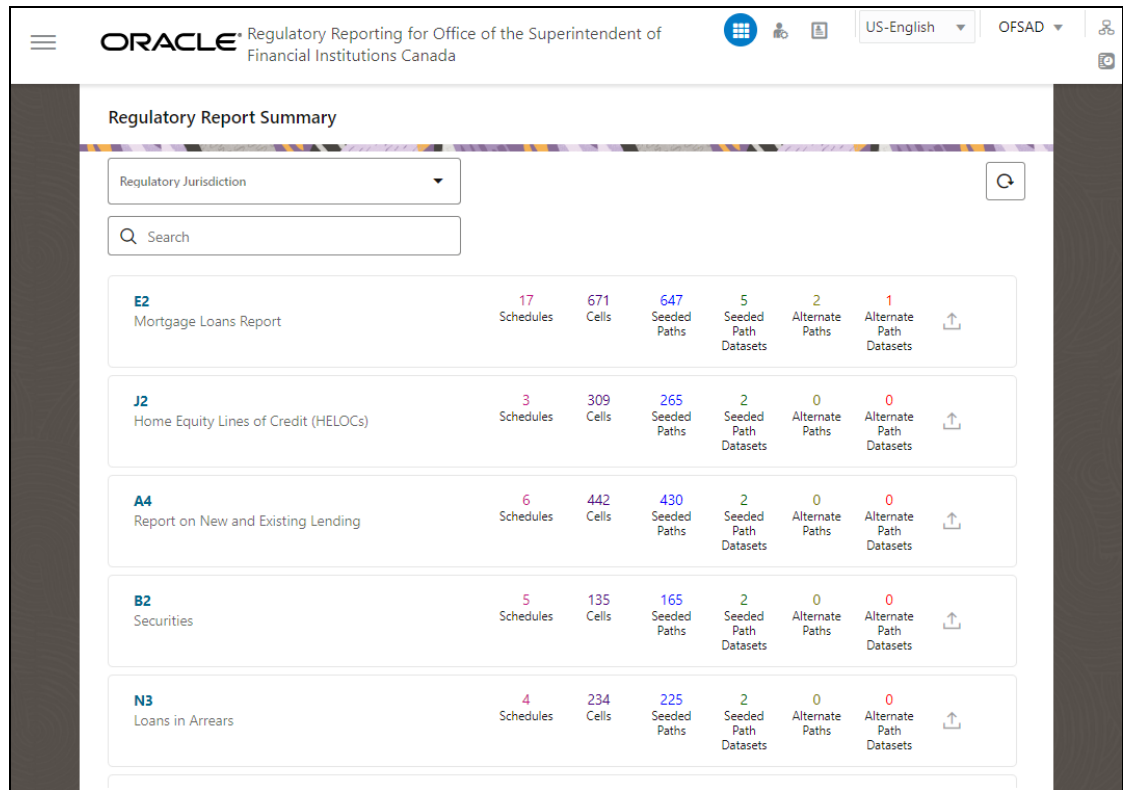 ORACLE® Regulatory Reporting for Office of the Superintendent of
Financial Institutions Canada
US-English
OFSAD
Regulatory Report Summary
Regulatory Jurisdiction
Search
E2
Mortgage Loans Report
17 671 647 5 2 1
Schedules Cells Seeded Seeded Alternate Alternate
Paths Path Paths Path
Datasets Datasets
J2
Home Equity Lines of Credit (HELOCs)
3 309 265 2 0 0
Schedules Cells Seeded Seeded Alternate Alternate
Paths Path Paths Path
Datasets Datasets
A4
Report on New and Existing Lending
6 442 430 2 0 0
Schedules Cells Seeded Seeded Alternate Alternate
Paths Path Paths Path
Datasets Datasets
B2
Securities
5 135 165 2 0 0
Schedules Cells Seeded Seeded Alternate Alternate
Paths Path Paths Path
Datasets Datasets
N3
Loans in Arrears
4 234 225 2 0 0
Schedules Cells Seeded Seeded Alternate Alternate
Paths Path Paths Path
Datasets Datasets